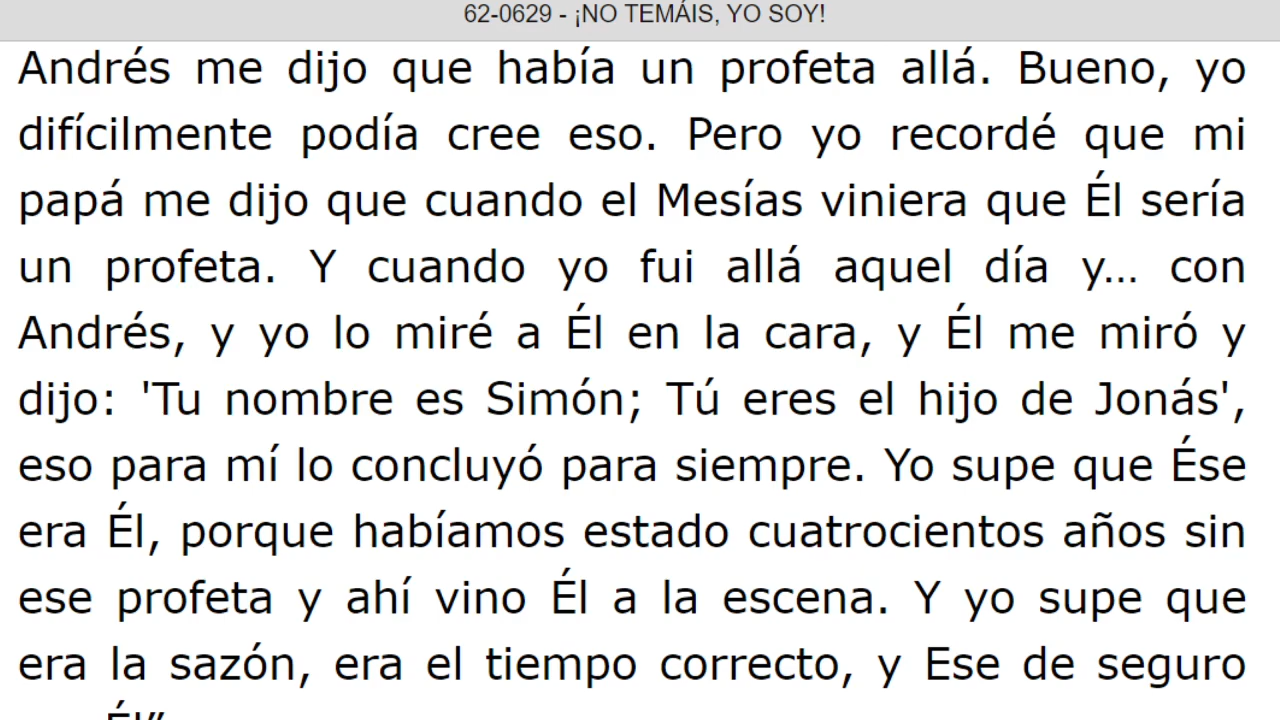 62-0629 - ¡NO TEMÁIS, YO SOY!
Andrés me dijo que había un profeta allá. Bueno, yo
difícilmente podía cree eso. Pero yo recordé que mi
papá me dijo que cuando el Mesías viniera que Él sería
un profeta. Y cuando yo fui allá aquel día y… con
Andrés, y yo lo miré a Él en la cara, y Él me miró y
dijo: 'Tu nombre es Simón; Tú eres el hijo de Jonás',
eso para mí lo concluyó para siempre. Yo supe que Ése
era Él, porque habíamos estado cuatrocientos años sin
ese profeta y ahí vino Él a la escena. Y yo supe que
era la sazón, era el tiempo correcto, y Ese de seguro